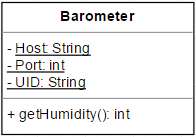 Barometer
- Host: String
- Port: int
- UID: String
+ getHumidity(): int